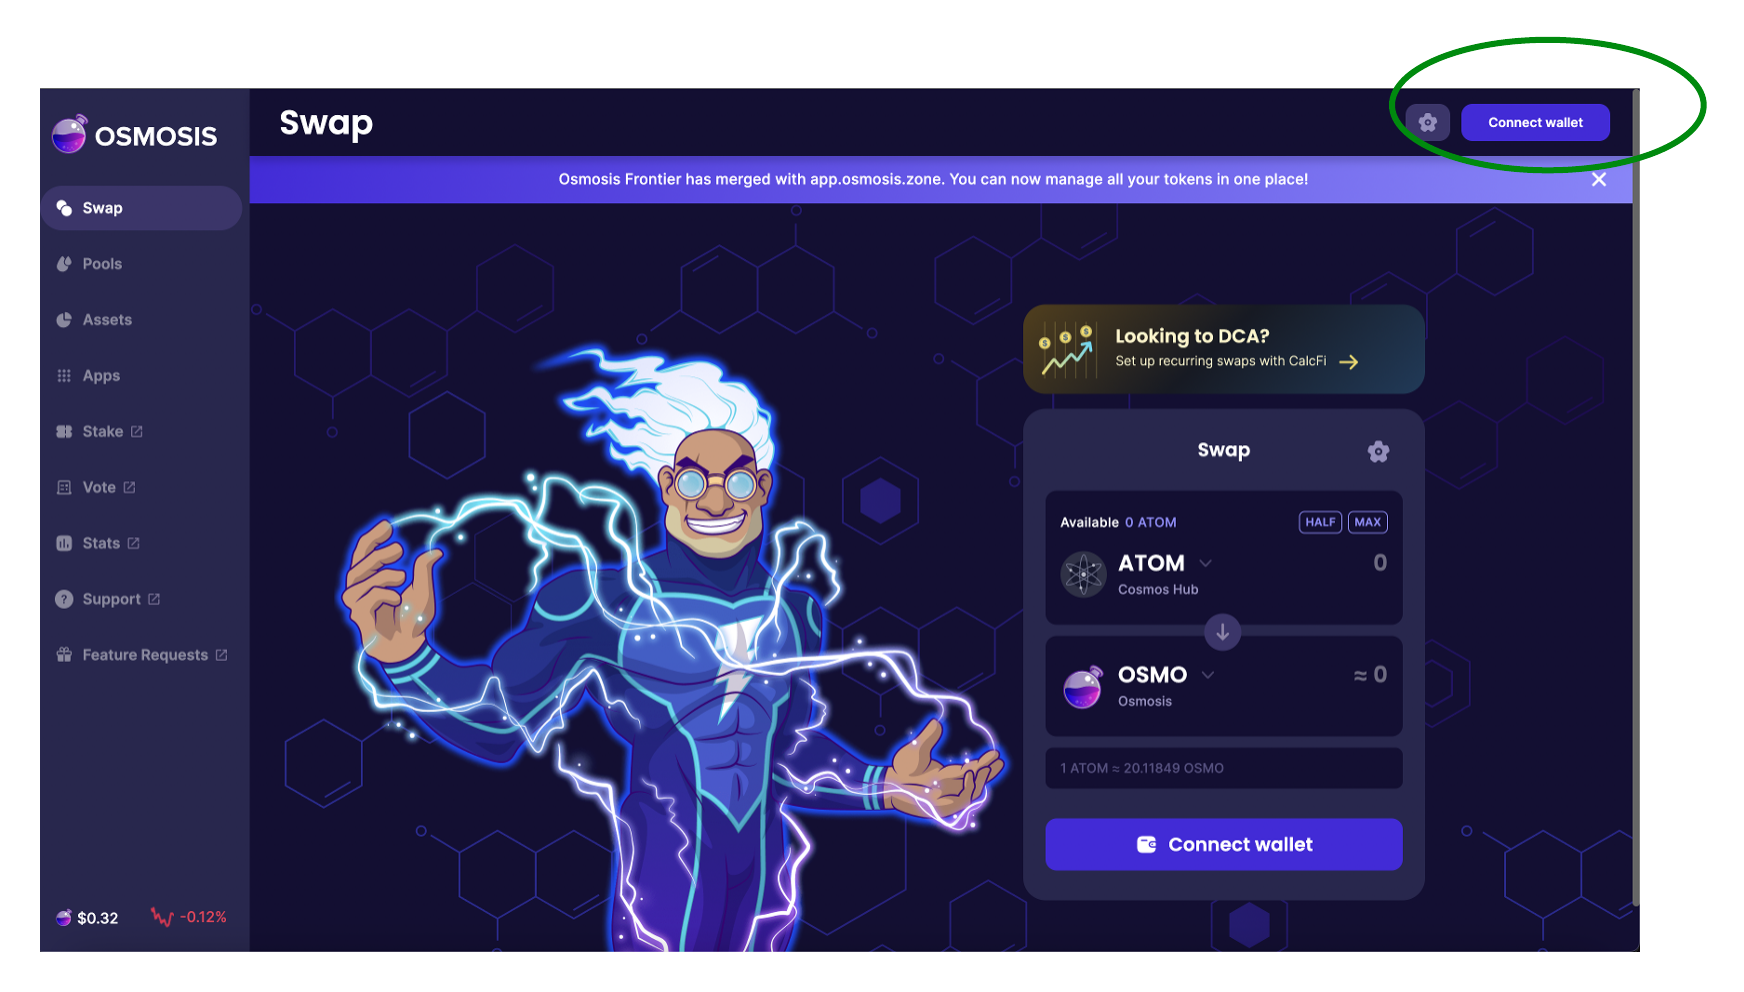 OSMOSIS
Swap
Connect wallet
Osmosis Frontier has merged with app.osmosis.zone. You can now manage all your tokens in one place!
Swap
Pools
Assets
Apps
Stake
Vote
Stats
Support
Feature Requests
$0.32 -0.12%
Looking to DCA?
Set up recurring swaps with CalcFi
Swap
Available 0 ATOM HALF MAX
ATOM 0
Cosmos Hub
OSMO ≈ 0
Osmosis
1 ATOM ≈ 20.11849 OSMO
Connect wallet